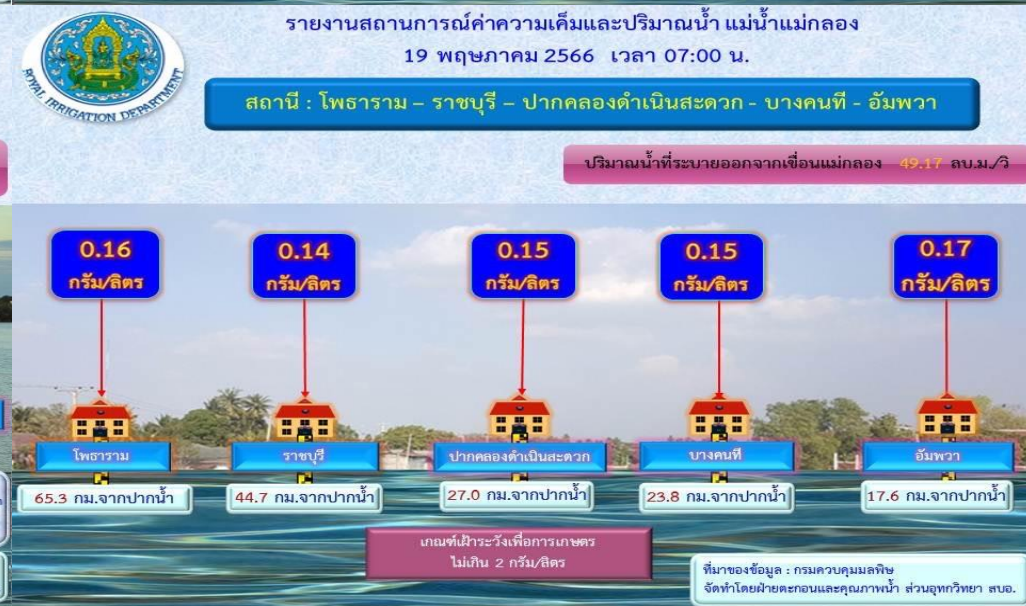 รายงานสถานการณ์ค่าความเค็มและปริมาณน้ำ แม่น้ำแม่กลอง
19 พฤษภาคม 2566 เวลา 07:00 น.
ROYAL IRRIGATION DEPARTMENT
สถานี : โพธาราม – ราชบุรี – ปากคลองดำเนินสะดวก - บางคนที - อัมพวา
ปริมาณน้ำที่ระบายออกจากเขื่อนแม่กลอง 49.17 ลบ.ม./วิ
0.16 กรัม/ลิตร
0.14 กรัม/ลิตร
0.15 กรัม/ลิตร
0.15 กรัม/ลิตร
0.17 กรัม/ลิตร
โพธาราม
ราชบุรี
ปากคลองดำเนินสะดวก
บางคนที
อัมพวา
65.3 กม.จากปากน้ำ
44.7 กม.จากปากน้ำ
27.0 กม.จากปากน้ำ
23.8 กม.จากปากน้ำ
17.6 กม.จากปากน้ำ
เกณฑ์เฝ้าระวังเพื่อการเกษตร
ไม่เกิน 2 กรัม/ลิตร
ที่มาของข้อมูล : กรมควบคุมมลพิษ
จัดทำโดยฝ่ายตะกอนและคุณภาพน้ำ ส่วนอุทกวิทยา สบอ.